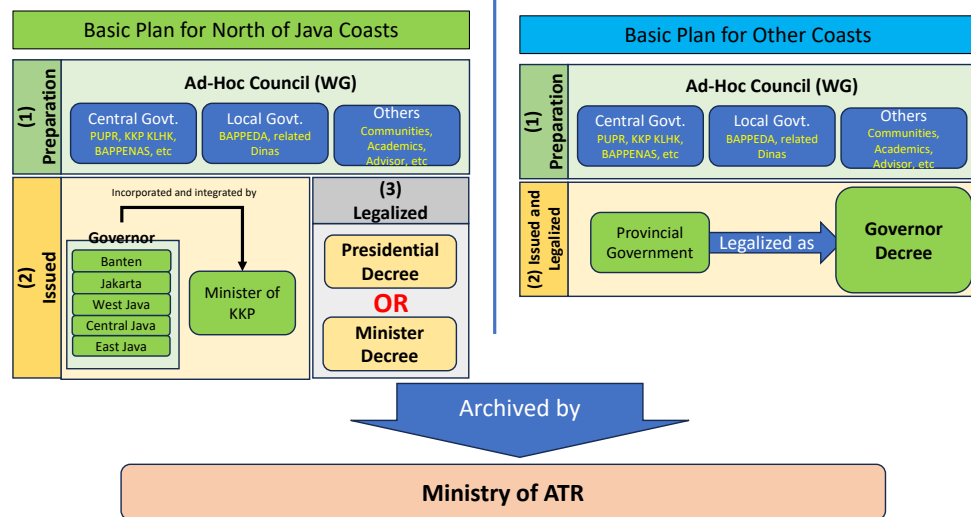 Basic Plan for North of Java Coasts
(1)
Preparation
Ad-Hoc Council (WG)
Central Govt.
PUPR, KKP KLHK,
BAPPENAS, etc
Local Govt.
BAPPEDA, related
Dinas
Others
Communities,
Academics,
Advisor, etc
(2)
Issued
Incorporated and integrated by
Governor
Banten
Jakarta
West Java
Central Java
East Java
Minister of
KKP
(3)
Legalized
Presidential
Decree
OR
Minister
Decree
Basic Plan for Other Coasts
(1)
Preparation
Ad-Hoc Council (WG)
Central Govt.
PUPR, KKP KLHK,
BAPPENAS, etc
Local Govt.
BAPPEDA, related
Dinas
Others
Communities,
Academics,
Advisor, etc
(2) Issued and
Legalized
Provincial
Government
Legalized as
Governor
Decree
Archived by
Ministry of ATR